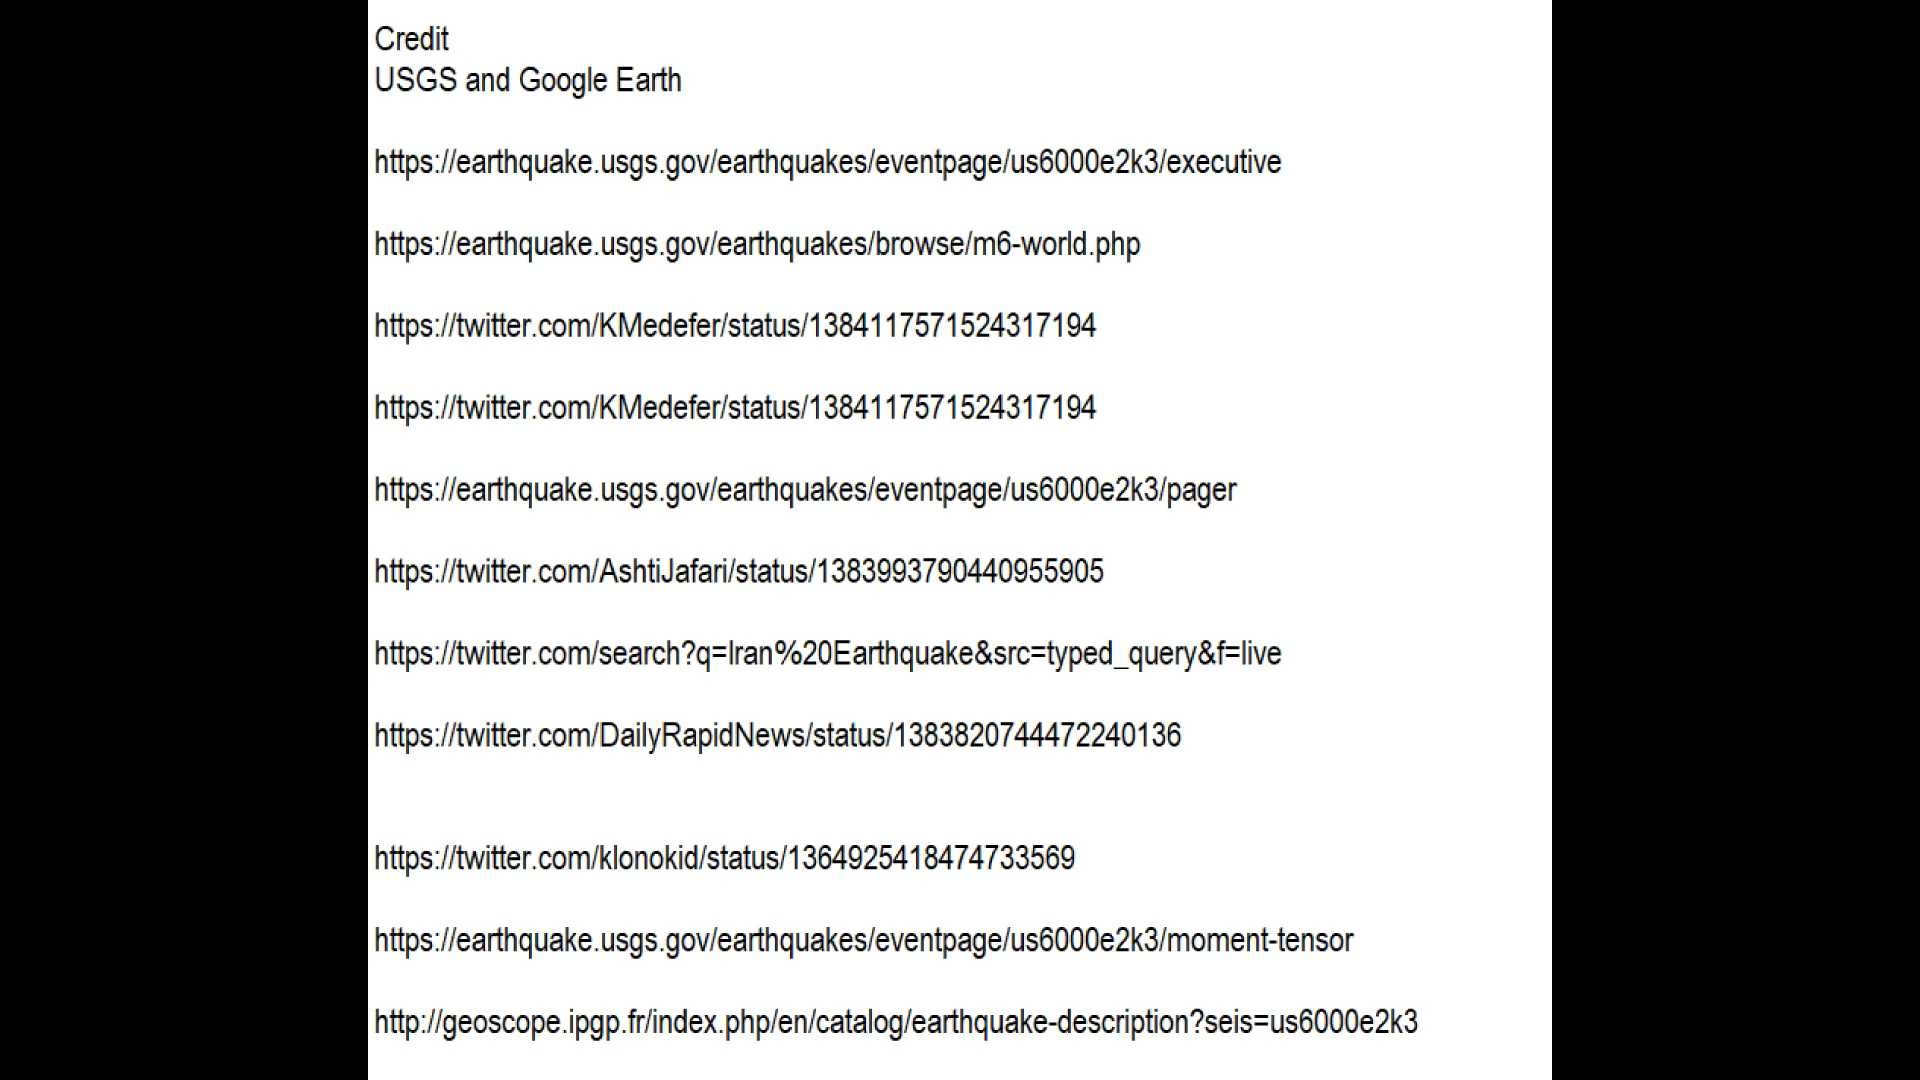 Credit
USGS and Google Earth
https://earthquake.usgs.gov/earthquakes/eventpage/us6000e2k3/executive
https://earthquake.usgs.gov/earthquakes/browse/m6-world.php
https://twitter.com/KMedefer/status/1384117571524317194
https://twitter.com/KMedefer/status/1384117571524317194
https://earthquake.usgs.gov/earthquakes/eventpage/us6000e2k3/pager
https://twitter.com/AshtiJafari/status/1383993790440955905
https://twitter.com/search?q=Iran%20Earthquake&src=typed_query&f=live
https://twitter.com/DailyRapidNews/status/1383820744472240136
https://twitter.com/klonokid/status/1364925418474733569
https://earthquake.usgs.gov/earthquakes/eventpage/us6000e2k3/moment-tensor
http://geoscope.ipgp.fr/index.php/en/catalog/earthquake-description?seis=us6000e2k3